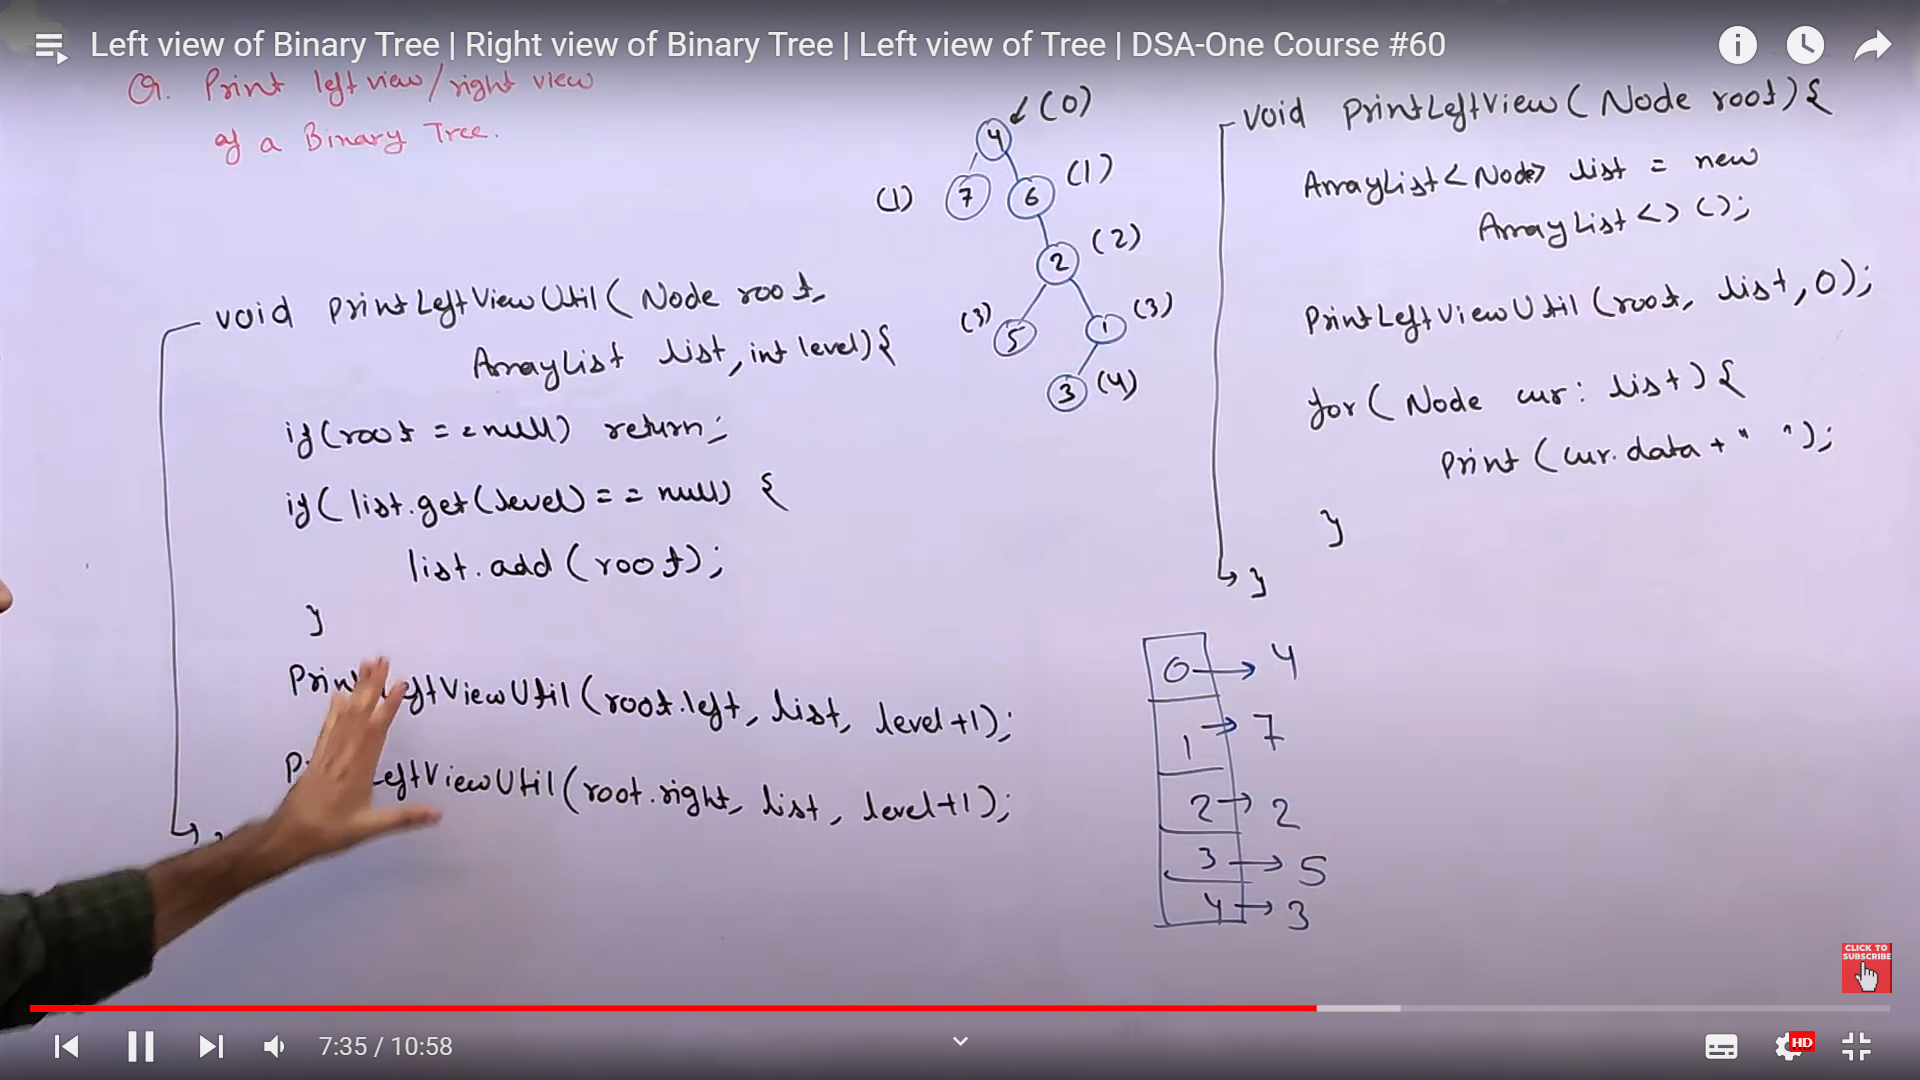 Left view of Binary Tree | Right view of Binary Tree | Left view of Tree | DSA-One Course #60
Q. Print left view/right view
of a Binary Tree.
void PrintLeftViewUtil(Node root,
ArrayList list, int level){
if(root == null) return;
if(list.get(level) == null) {
list.add(root);
}
PrintLeftViewUtil(root.left, list, level+1);
LeftViewUtil(root.right, list, level+1);
4 (0)
(1) 7 6 (1)
2 (2)
(3) 5 1 (3)
3 (4)
void PrintLeftView(Node root){
ArrayList<Node> list = new
ArrayList<>();
PrintLeftViewUtil(root, list, 0);
for(Node cur: list){
Print(cur.data + " ");
}
}
0 → 4
1 → 7
2 → 2
3 → 5
4 → 3
CLICK TO
SUBSCRIBE
7:35 / 10:58
HD